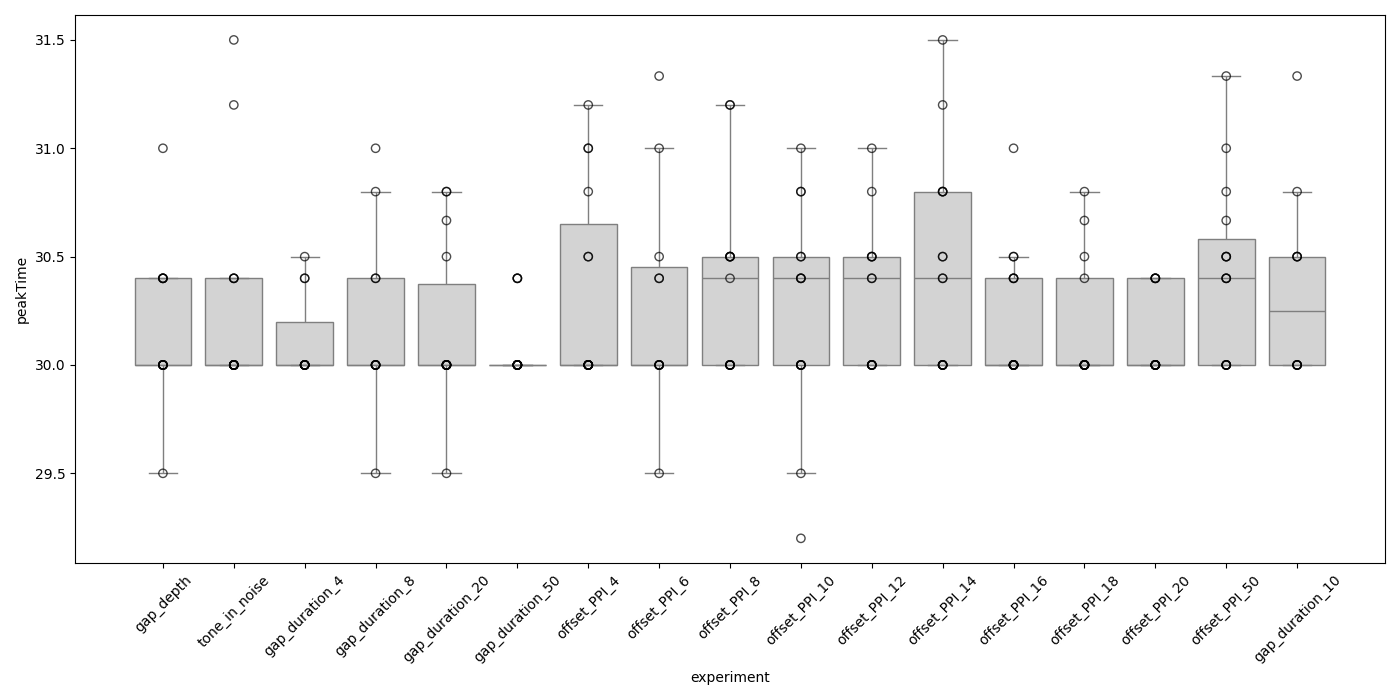 31.5
31.0
30.5
30.0
29.5
peakTime
gap_depth
tone_in_noise
gap_duration_4
gap_duration_8
gap_duration_20
gap_duration_50
offset_PPI_4
offset_PPI_6
offset_PPI_8
offset_PPI_10
offset_PPI_12
offset_PPI_14
offset_PPI_16
offset_PPI_18
offset_PPI_20
offset_PPI_50
gap_duration_10
experiment